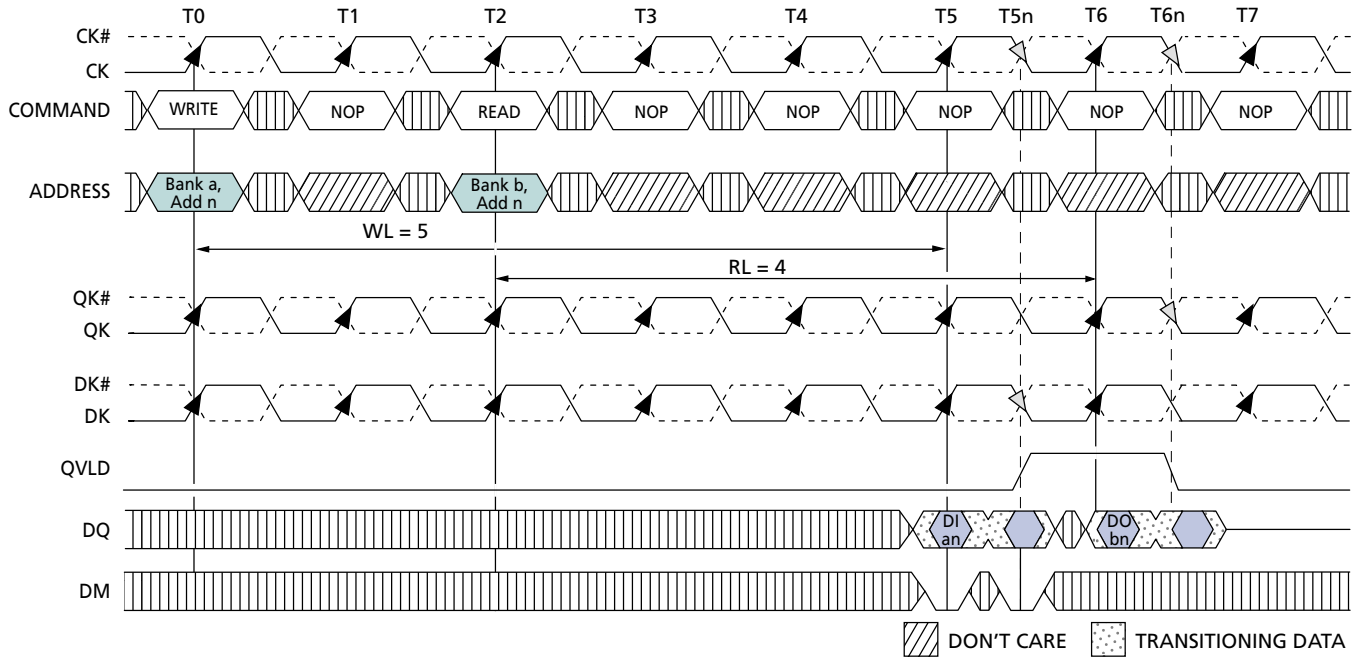 T0 T1 T2 T3 T4 T5 T5n T6 T6n T7
CK#
CK
COMMAND WRITE NOP READ NOP NOP NOP NOP NOP
ADDRESS Bank a, Add n Bank b, Add n
WL = 5
RL = 4
QK#
QK
DK#
DK
QVLD
DQ DI an DO bn
DM
DON'T CARE TRANSITIONING DATA